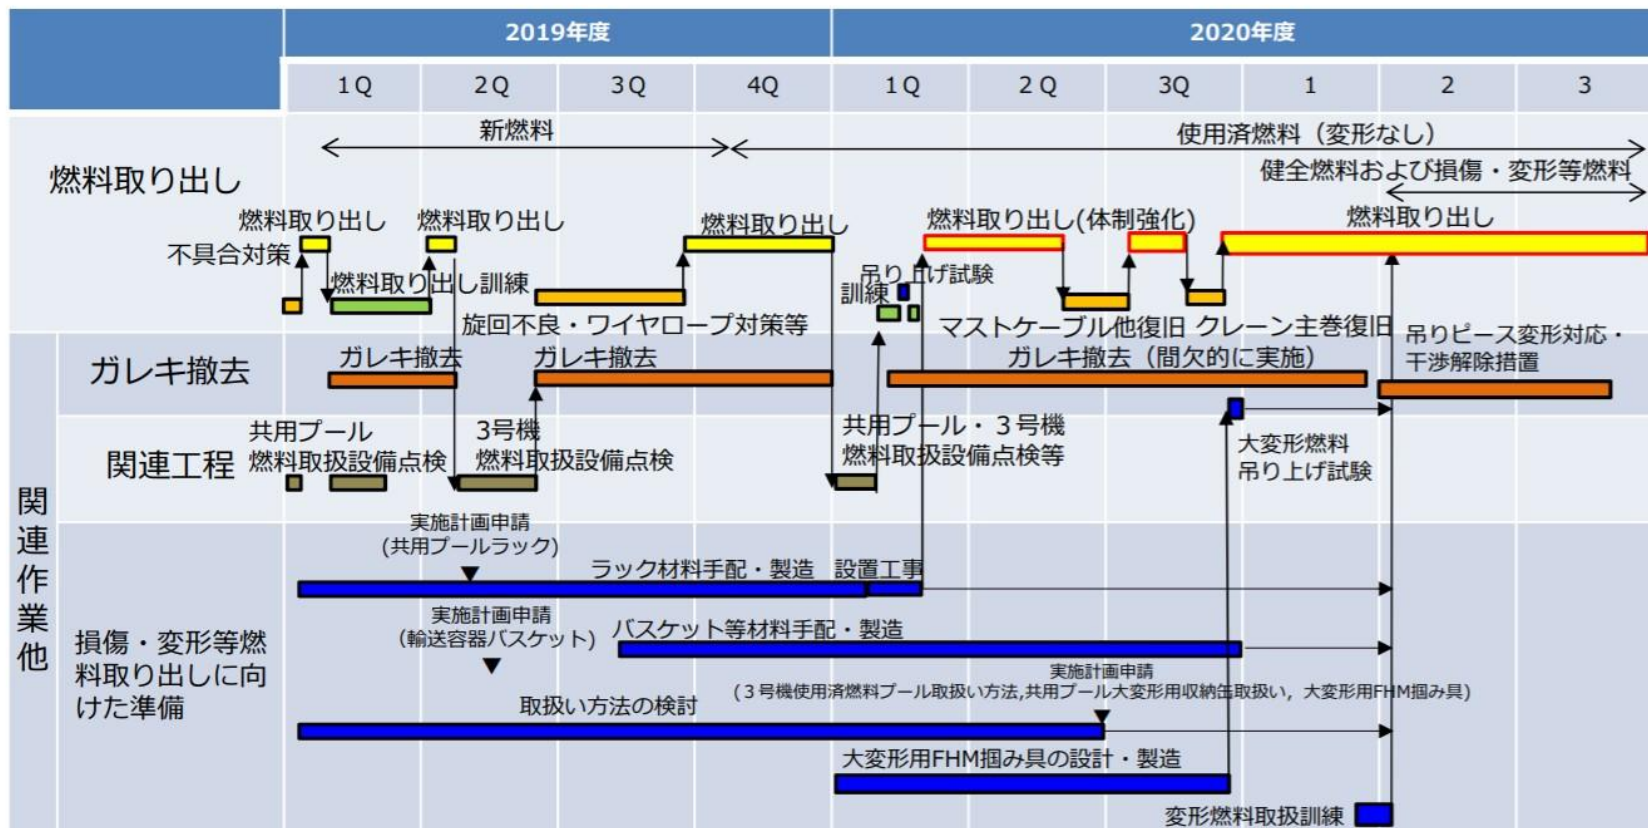 2019年度
2020年度
1Q
2Q
3Q
4Q
1Q
2Q
3Q
1
2
3
燃料取り出し
新燃料
使用済燃料（変形なし）
健全燃料および損傷・変形等燃料
燃料取り出し
燃料取り出し
燃料取り出し
燃料取り出し(体制強化)
燃料取り出し
不具合対策
燃料取り出し訓練
吊り上げ試験
訓練
旋回不良・ワイヤロープ対策等
マストケーブル他復旧
クレーン主巻復旧
関連作業他
ガレキ撤去
ガレキ撤去
ガレキ撤去
ガレキ撤去（間欠的に実施）
吊りピース変形対応・
干渉解除措置
関連工程
共用プール
燃料取扱設備点検
3号機
燃料取扱設備点検
共用プール・３号機
燃料取扱設備点検等
大変形燃料
吊り上げ試験
損傷・変形等燃
料取り出しに向
けた準備
実施計画申請
(共用プールラック)
ラック材料手配・製造
設置工事
実施計画申請
（輸送容器バスケット）
バスケット等材料手配・製造
実施計画申請
(３号機使用済燃料プール取扱い方法,共用プール大変形用収納缶取扱い，大変形用FHM掴み具)
取扱い方法の検討
大変形用FHM掴み具の設計・製造
変形燃料取扱訓練